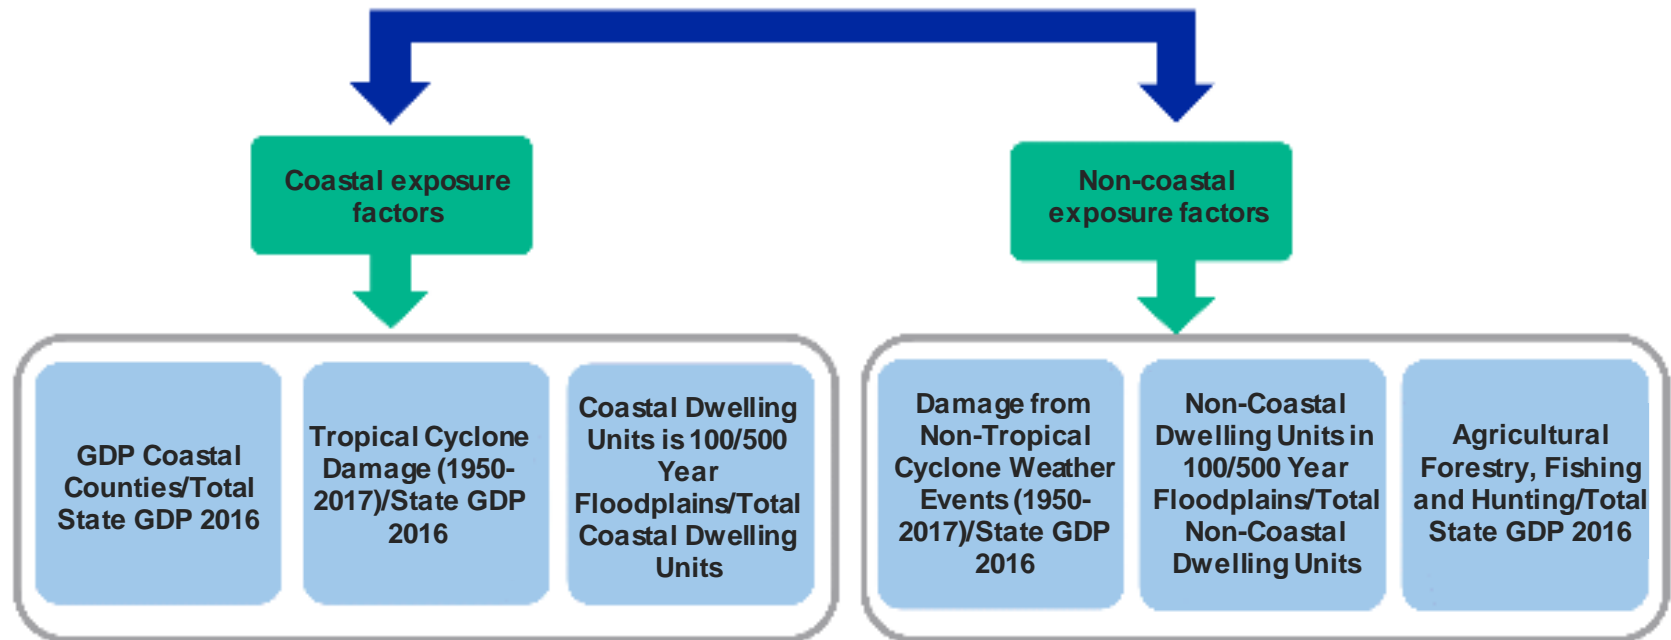 Coastal exposure
factors
Non-coastal
exposure factors
GDP Coastal
Counties/Total
State GDP 2016
Tropical Cyclone
Damage (1950-
2017)/State GDP
2016
Coastal Dwelling
Units is 100/500
Year
Floodplains/Total
Coastal Dwelling
Units
Damage from
Non-Tropical
Cyclone Weather
Events (1950-
2017)/State GDP
2016
Non-Coastal
Dwelling Units in
100/500 Year
Floodplains/Total
Non-Coastal
Dwelling Units
Agricultural
Forestry, Fishing
and Hunting/Total
State GDP 2016